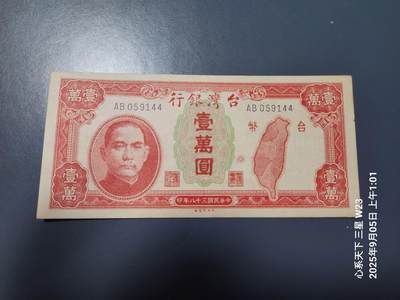 行銀灣台
AB 059144
AB 059144
萬壹
壹萬
壹萬圓
台幣
壹萬
壹萬
印年八十三國民華中
心系天下 三星 W23
2025年9月05日 上午1:01